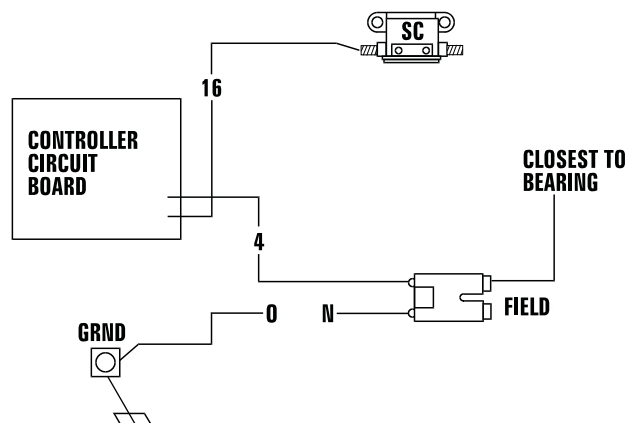 SC
16
CONTROLLER
CIRCUIT
BOARD
CLOSEST TO
BEARING
4
0 N
FIELD
GRND